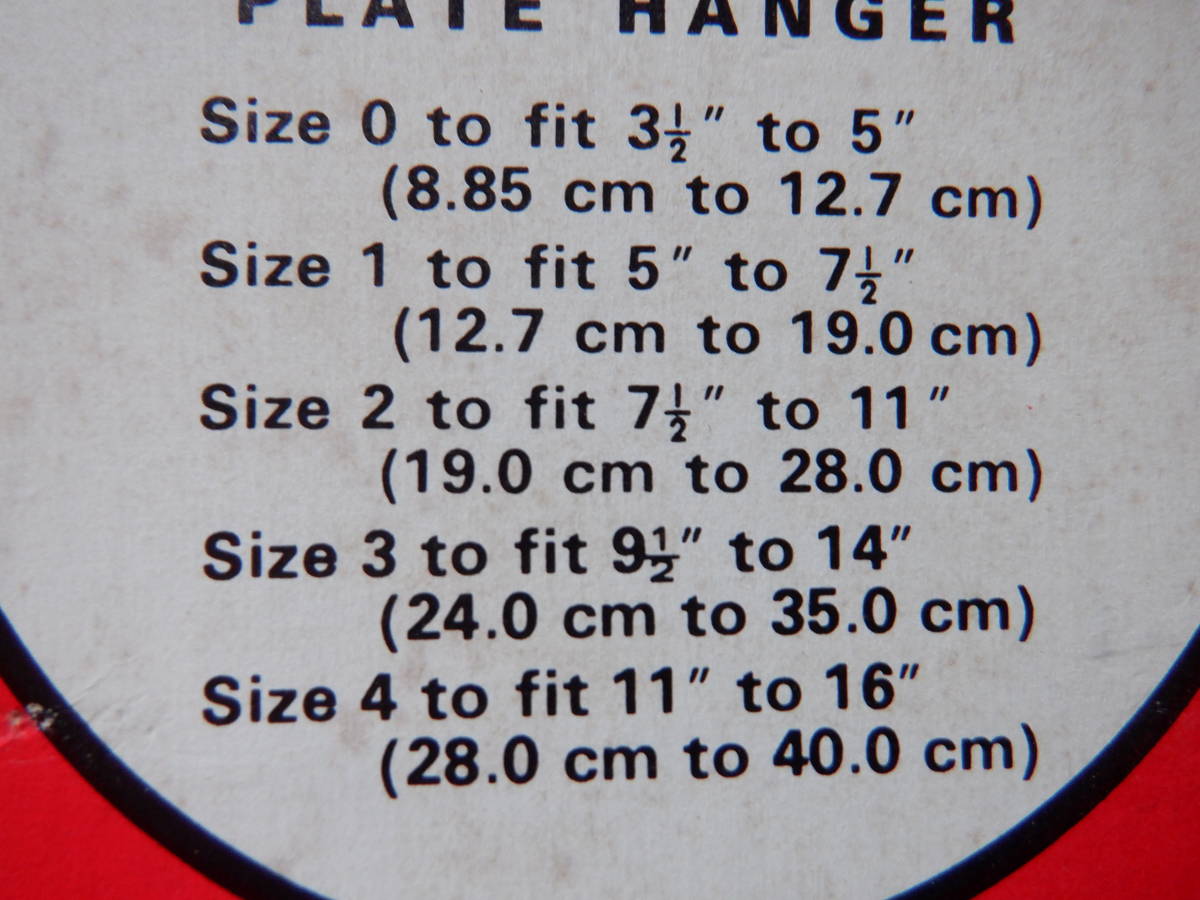 PLATE HANGER
Size 0 to fit 3½″ to 5″
(8.85 cm to 12.7 cm)
Size 1 to fit 5″ to 7½″
(12.7 cm to 19.0 cm)
Size 2 to fit 7½″ to 11″
(19.0 cm to 28.0 cm)
Size 3 to fit 9½″ to 14″
(24.0 cm to 35.0 cm)
Size 4 to fit 11″ to 16″
(28.0 cm to 40.0 cm)